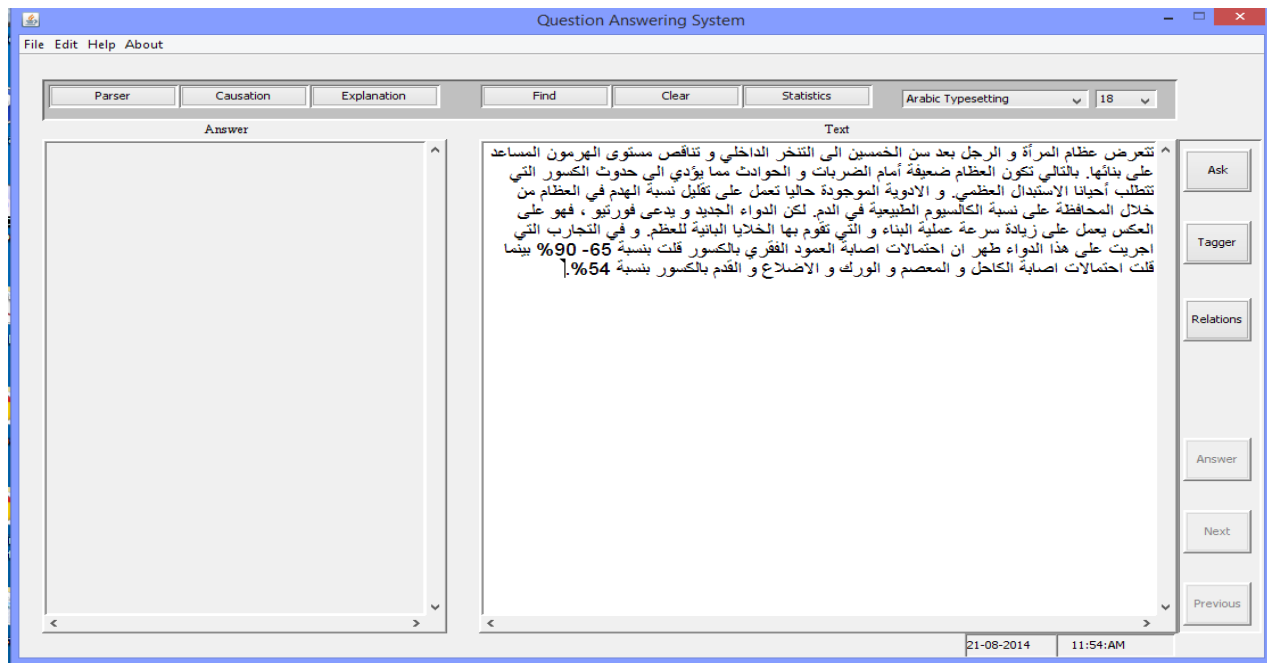 Question Answering System
File Edit Help About
Parser Causation Explanation Find Clear Statistics Arabic Typesetting 18
Answer Text
تتعرض عظام المرأة و الرجل بعد سن الخمسين الى التنخر الداخلي و تناقص مستوى الهرمون المساعد
على بنائها. بالتالي تكون العظام ضعيفة أمام الضربات و الحوادث مما يؤدي الى حدوث الكسور التي
تتطلب أحيانا الاستبدال العظمي. و الادوية الموجودة حاليا تعمل على تقليل نسبة الهدم في العظام من
خلال المحافظة على نسبة الكالسيوم الطبيعية في الدم. لكن الدواء الجديد و يدعى فورتيو ، فهو على
العكس يعمل على زيادة سرعة عملية البناء و التي تقوم بها الخلايا البانية للعظم. و في التجارب التي
اجريت على هذا الدواء طهر ان احتمالات اصابة العمود الفقري بالكسور قلت بنسبة 65- 90% بينما
قلت احتمالات اصابة الكاحل و المعصم و الورك و الاضلاع و القدم بالكسور بنسبة 54%.
Ask
Tagger
Relations
Answer
Next
Previous
21-08-2014 11:54:AM